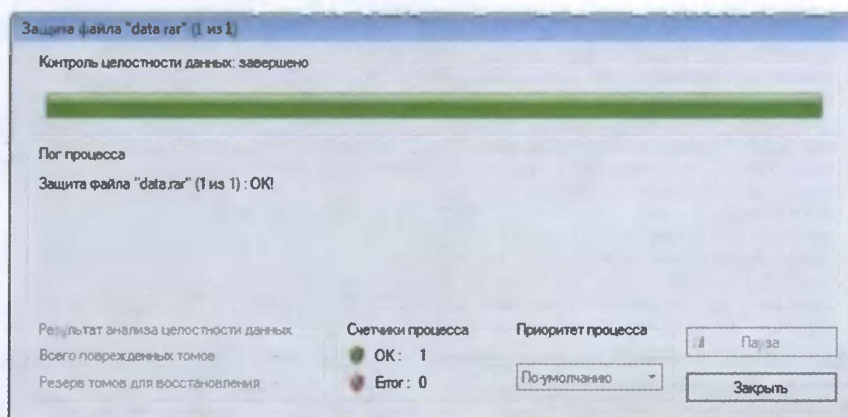 Защита файла "data.rar" (1 из 1)
Контроль целостности данных: завершено
Лог процесса
Защита файла "data.rar" (1 из 1) : OK!
Результат анализа целостности данных
Всего поврежденных томов
Резерв томов для восстановления
Счетчики процесса
OK : 1
Error : 0
Приоритет процесса
По-умолчанию
Пауза
Закрыть